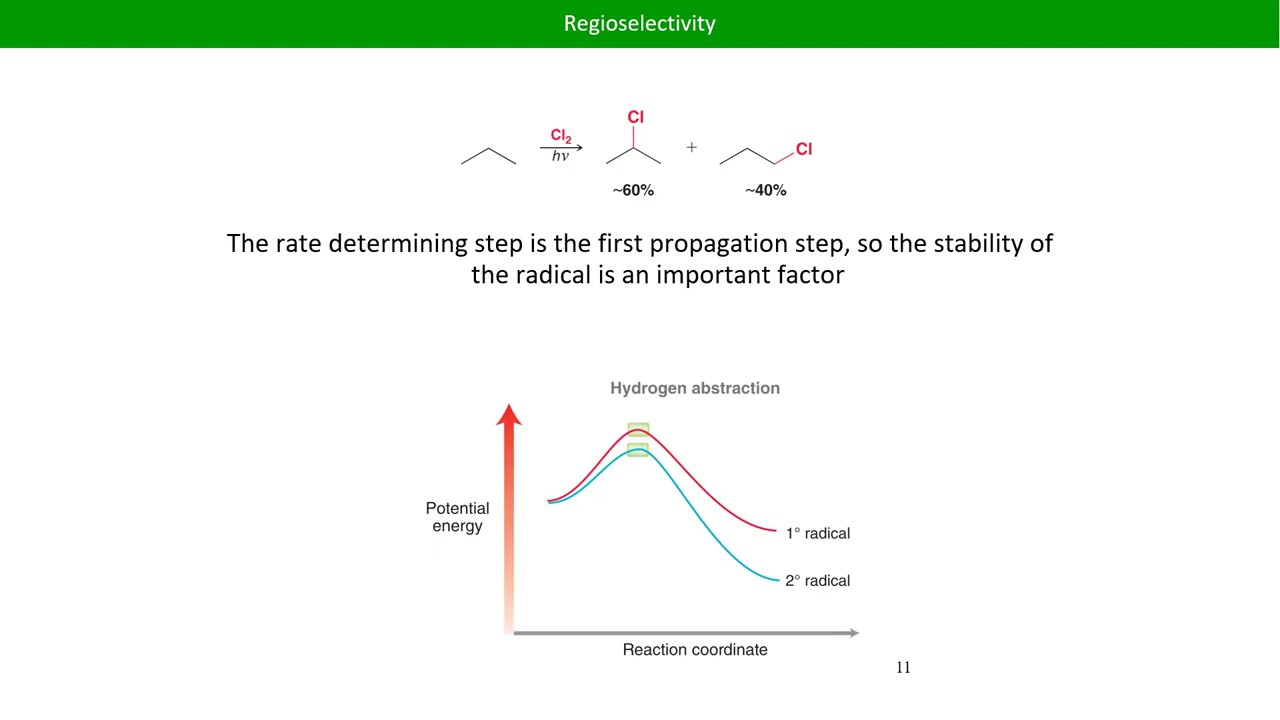 Regioselectivity
Cl
Cl2
hν
+
Cl
~60%
~40%
The rate determining step is the first propagation step, so the stability of
the radical is an important factor
Hydrogen abstraction
Potential
energy
1° radical
2° radical
Reaction coordinate
11